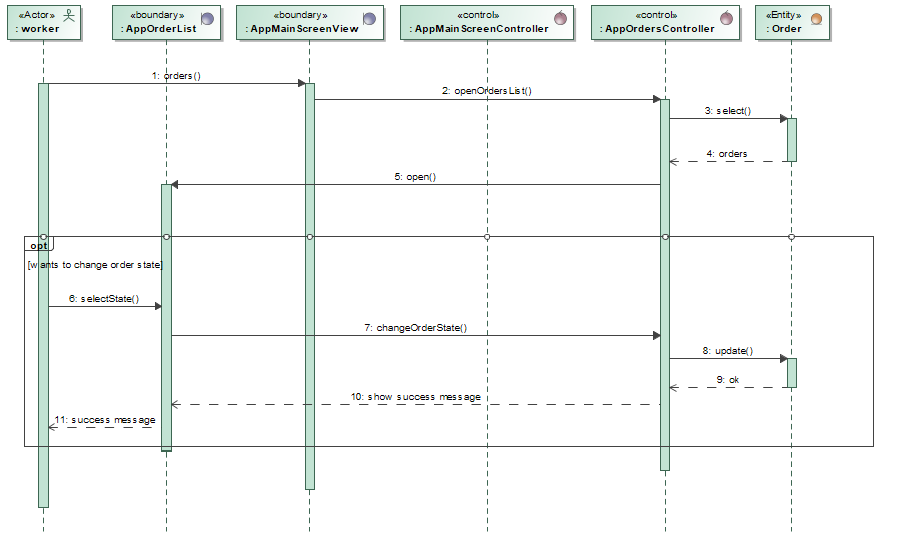 «Actor»
: worker
«boundary»
: AppOrderList
«boundary»
: AppMainScreenView
«control»
: AppMainScreenController
«control»
: AppOrdersController
«Entity»
: Order
1: orders()
2: openOrdersList()
3: select()
4: orders
5: open()
opt
[wants to change order state]
6: selectState()
7: changeOrderState()
8: update()
9: ok
10: show success message
11: success message